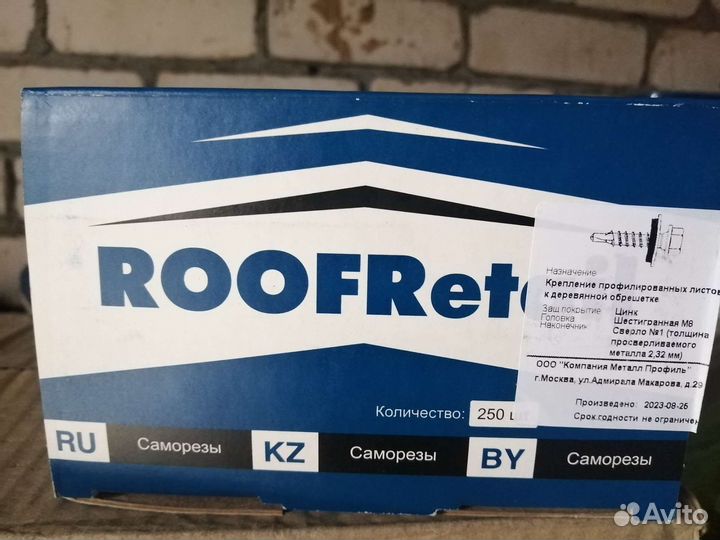 ROOFRet
Назначение
Крепление профилированных листов
к деревянной обрешетке
Защ покрытие Цинк
Головка Шестигранная М8
Наконечник Сверло №1 (толщина
просверливаемого
металла 2,32 мм)
ООО "Компания Металл Профиль"
г.Москва, ул.Адмирала Макарова, д.29
Произведено: 2023-08-25
Срок годности не ограничен
Количество: 250 шт
RU Саморезы KZ Саморезы BY Саморезы
Avito